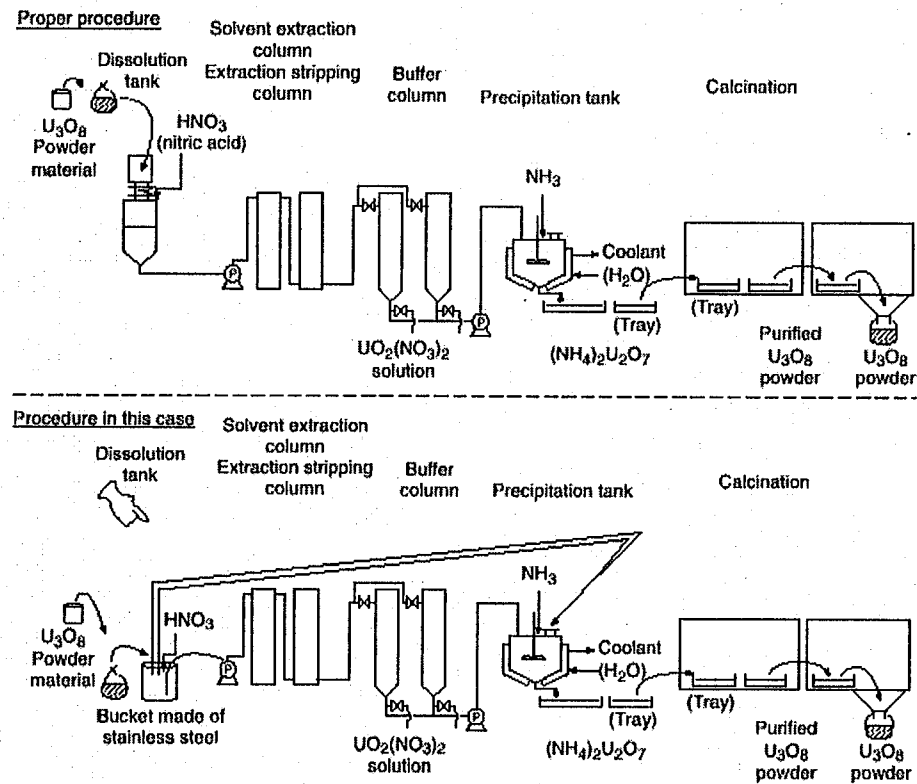 Proper procedure
Dissolution
tank
Solvent extraction
column
Extraction stripping
column
Buffer
column
Precipitation tank
Calcination
U₃O₈
Powder
material
HNO₃
(nitric acid)
P
UO₂(NO₃)₂
solution
P
NH₃
Coolant
(H₂O)
(Tray)
(NH₄)₂U₂O₇
(Tray)
Purified
U₃O₈
powder
U₃O₈
powder
Procedure in this case
Dissolution
tank
Solvent extraction
column
Extraction stripping
column
Buffer
column
Precipitation tank
Calcination
U₃O₈
Powder
material
HNO₃
Bucket made of
stainless steel
P
UO₂(NO₃)₂
solution
P
NH₃
Coolant
(H₂O)
(Tray)
(NH₄)₂U₂O₇
(Tray)
Purified
U₃O₈
powder
U₃O₈
powder